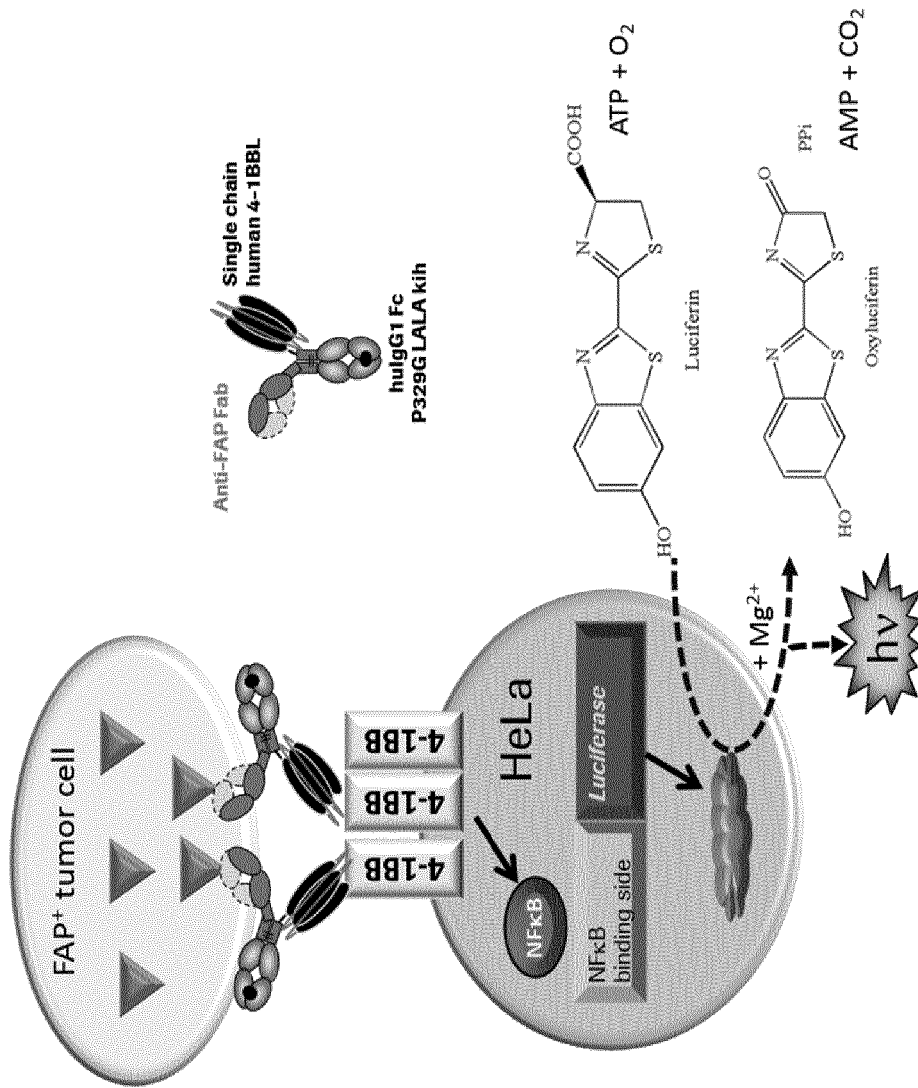 FAP⁺ tumor cell
4-1BB
4-1BB
4-1BB
HeLa
NFκB
NFκB
binding side
Luciferase
+ Mg²⁺
hν
Anti-FAP Fab
Single chain
human 4-1BBL
huIgG1 Fc
P329G LALA kih
HO
N
S
N
S
COOH
Luciferin
ATP + O₂
HO
N
S
N
S
O
PPi
Oxyluciferin
AMP + CO₂